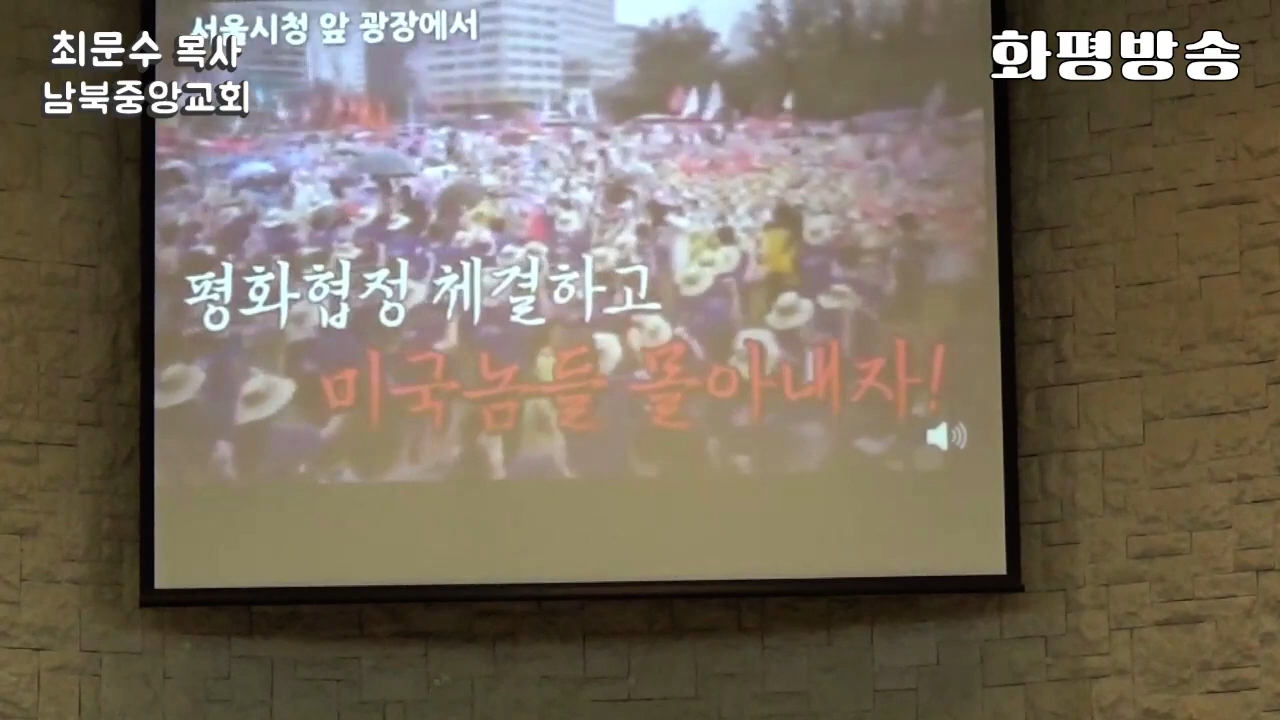 서울시청 앞 광장에서
최문수 목사
남북중앙교회
화평방송
평화협정 체결하고
미국놈들 몰아내자!